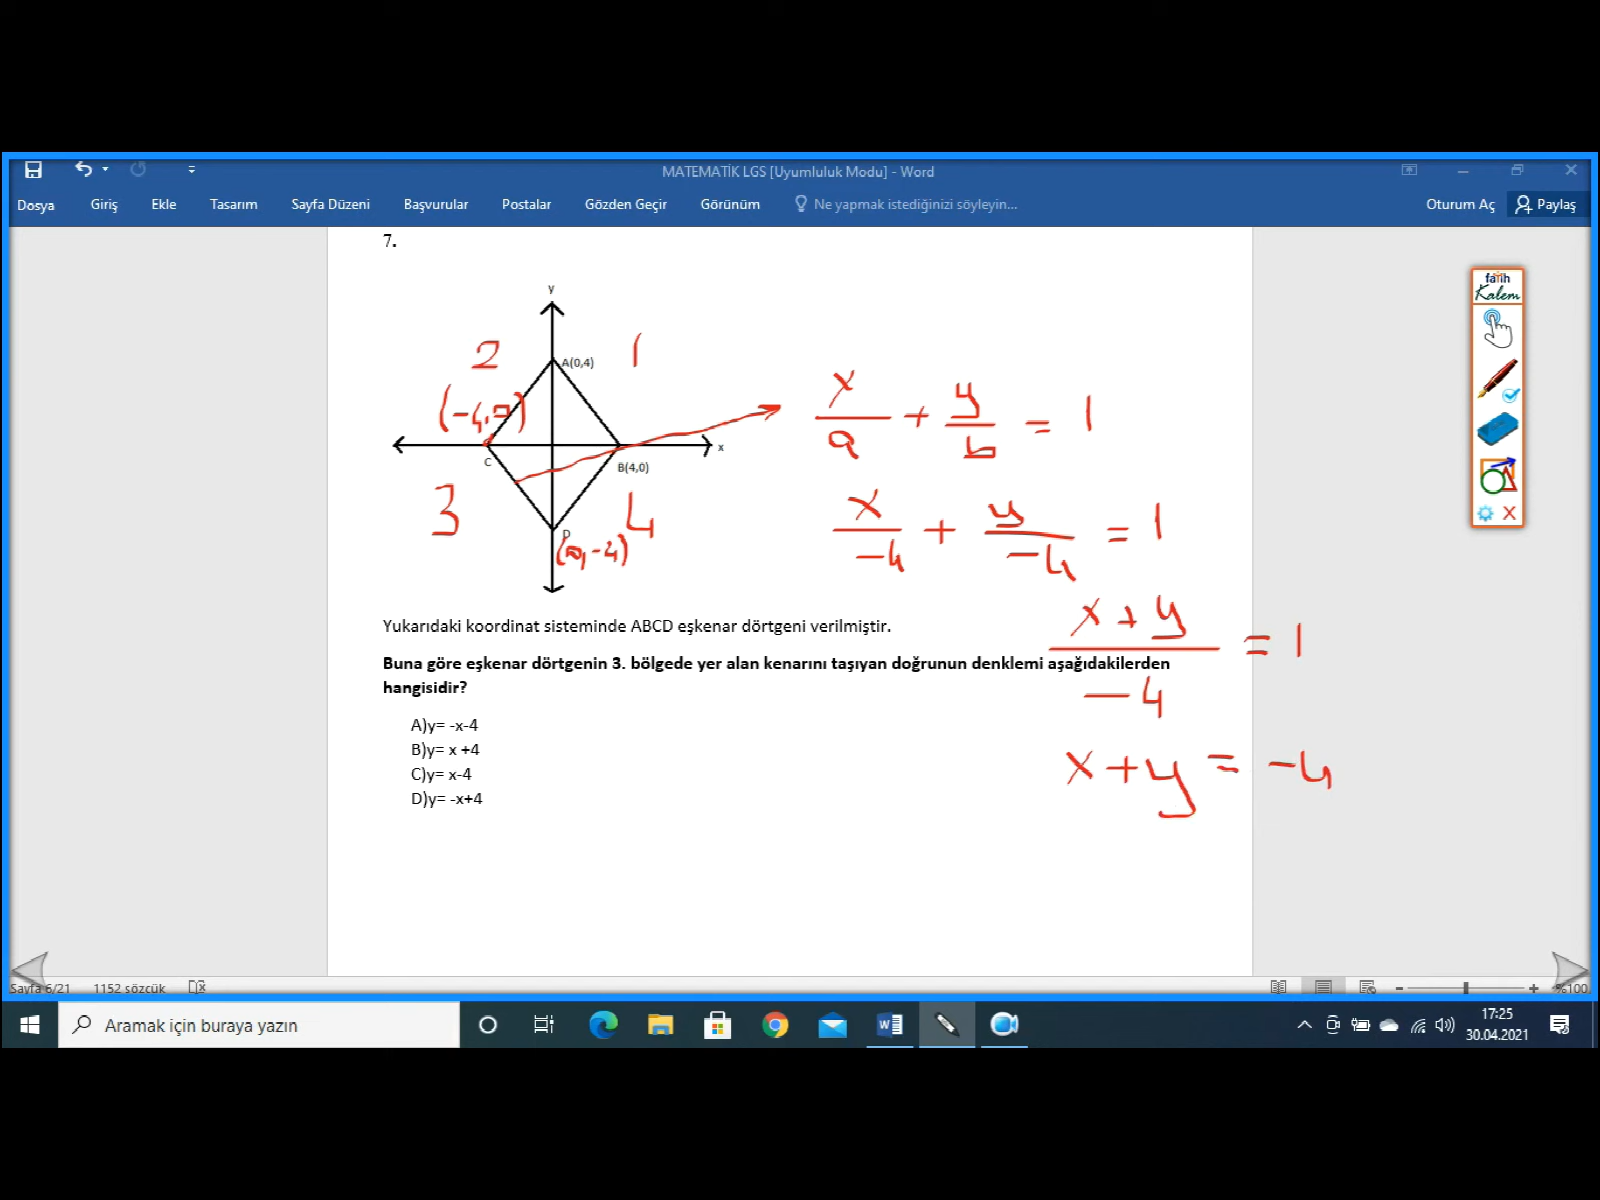 MATEMATİK LGS [Uyumluluk Modu] - Word
Dosya Giriş Ekle Tasarım Sayfa Düzeni Başvurular Postalar Gözden Geçir Görünüm Ne yapmak istediğinizi söyleyin... Oturum Aç Paylaş
7.
fatih
Kalem
y
2
1
A(0,4)
(-4,0)
x
C
B(4,0)
3
4
D
(0,-4)
x/a + y/b = 1
x/-4 + y/-4 = 1
x+y/-4 = 1
x+y = -4
Yukarıdaki koordinat sisteminde ABCD eşkenar dörtgeni verilmiştir.
Buna göre eşkenar dörtgenin 3. bölgede yer alan kenarını taşıyan doğrunun denklemi aşağıdakilerden
hangisidir?
A)y= -x-4
B)y= x +4
C)y= x-4
D)y= -x+4
Sayfa 6/21 1152 sözcük %100
Aramak için buraya yazın
17:25
30.04.2021